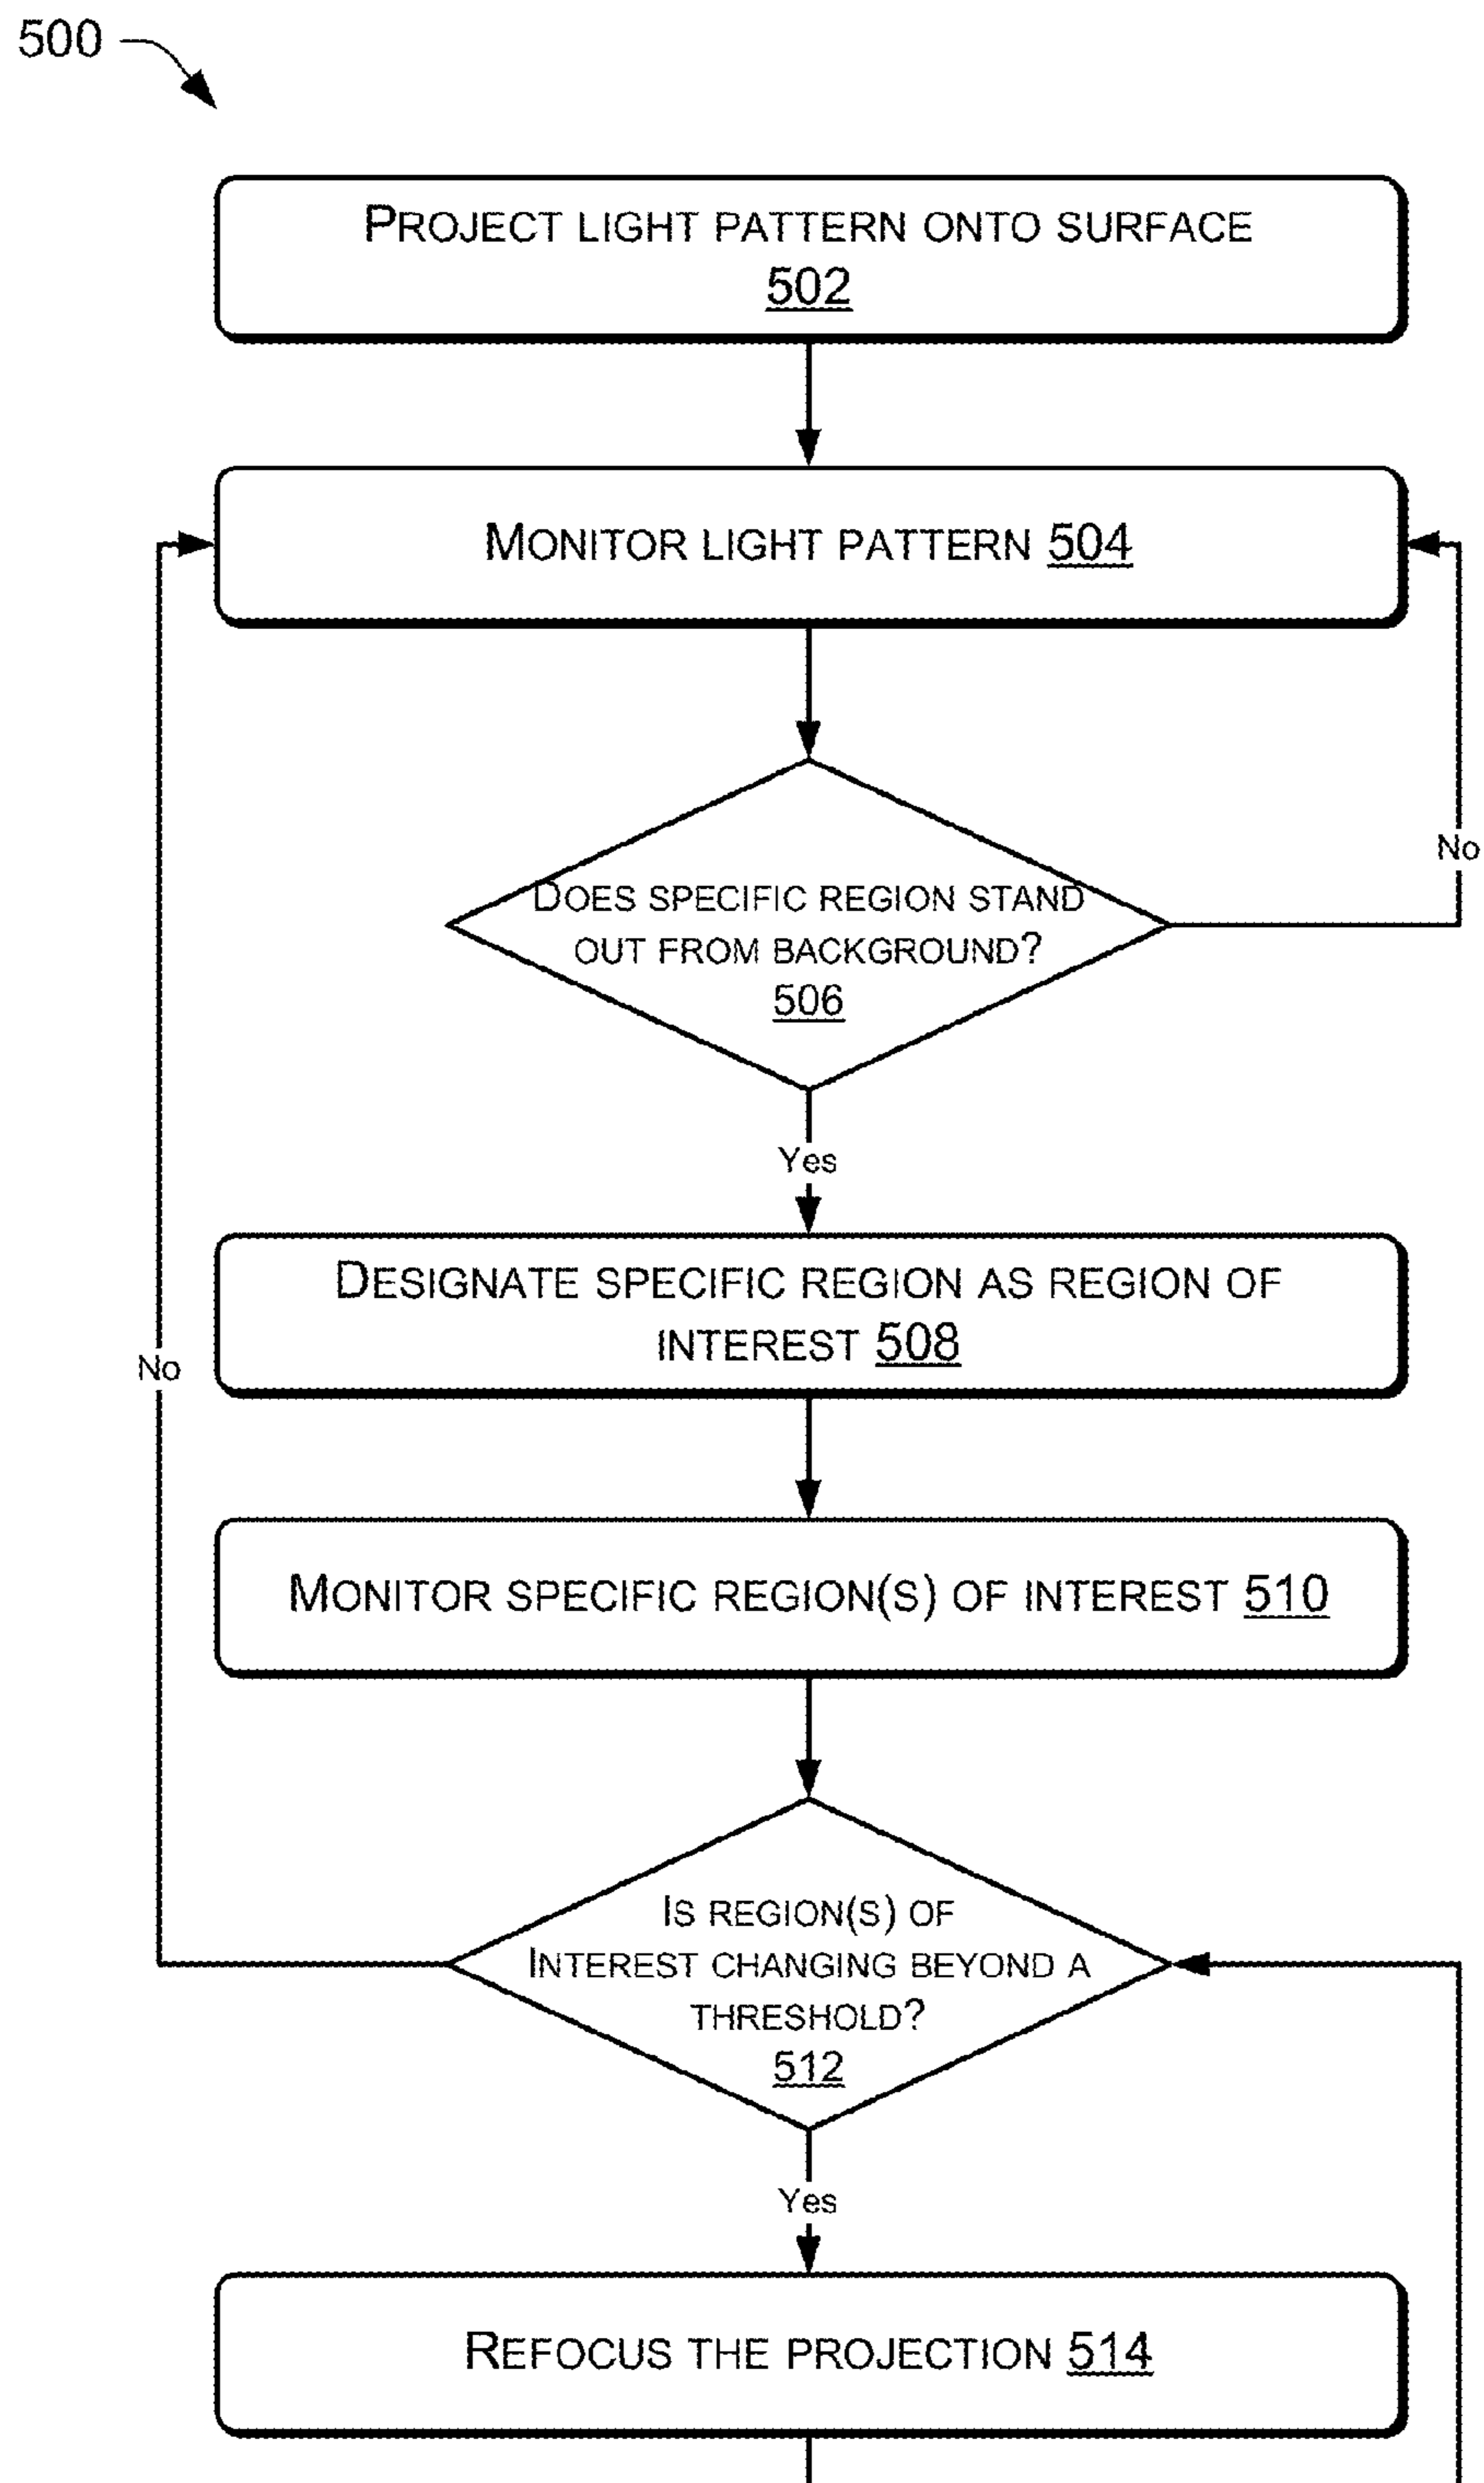 500
PROJECT LIGHT PATTERN ONTO SURFACE
502
MONITOR LIGHT PATTERN 504
DOES SPECIFIC REGION STAND
OUT FROM BACKGROUND?
506
No
Yes
DESIGNATE SPECIFIC REGION AS REGION OF
INTEREST 508
No
MONITOR SPECIFIC REGION(S) OF INTEREST 510
IS REGION(S) OF
INTEREST CHANGING BEYOND A
THRESHOLD?
512
Yes
REFOCUS THE PROJECTION 514